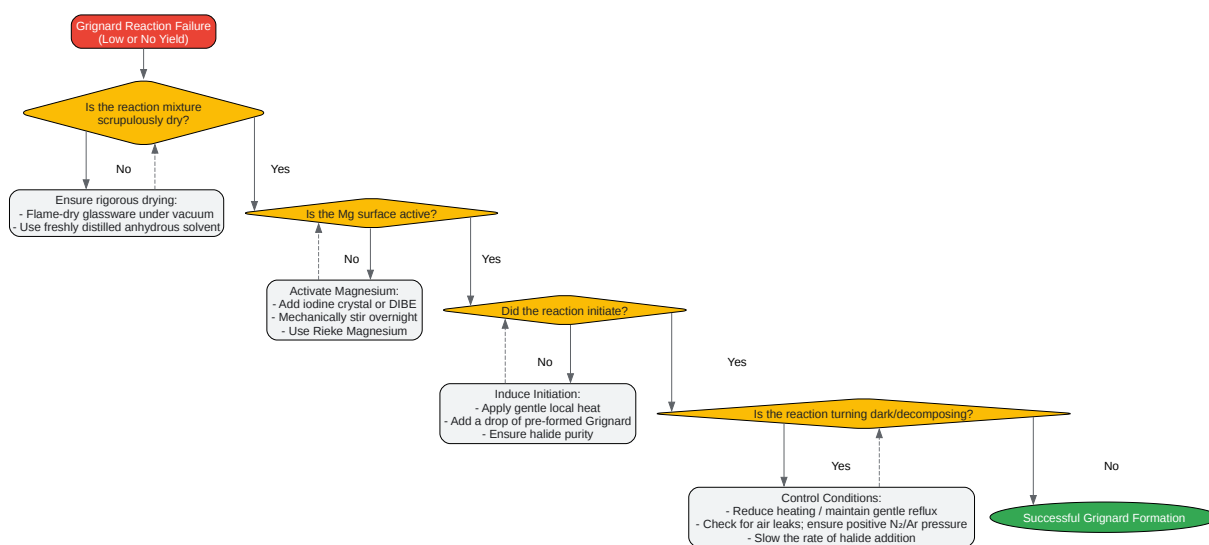 Grignard Reaction Failure
(Low or No Yield)
Is the reaction mixture
scrupulously dry?
No
Yes
Ensure rigorous drying:
- Flame-dry glassware under vacuum
- Use freshly distilled anhydrous solvent
Is the Mg surface active?
No
Yes
Activate Magnesium:
- Add iodine crystal or DIBE
- Mechanically stir overnight
- Use Rieke Magnesium
Did the reaction initiate?
No
Yes
Induce Initiation:
- Apply gentle local heat
- Add a drop of pre-formed Grignard
- Ensure halide purity
Is the reaction turning dark/decomposing?
Yes
No
Control Conditions:
- Reduce heating / maintain gentle reflux
- Check for air leaks; ensure positive N₂/Ar pressure
- Slow the rate of halide addition
Successful Grignard Formation